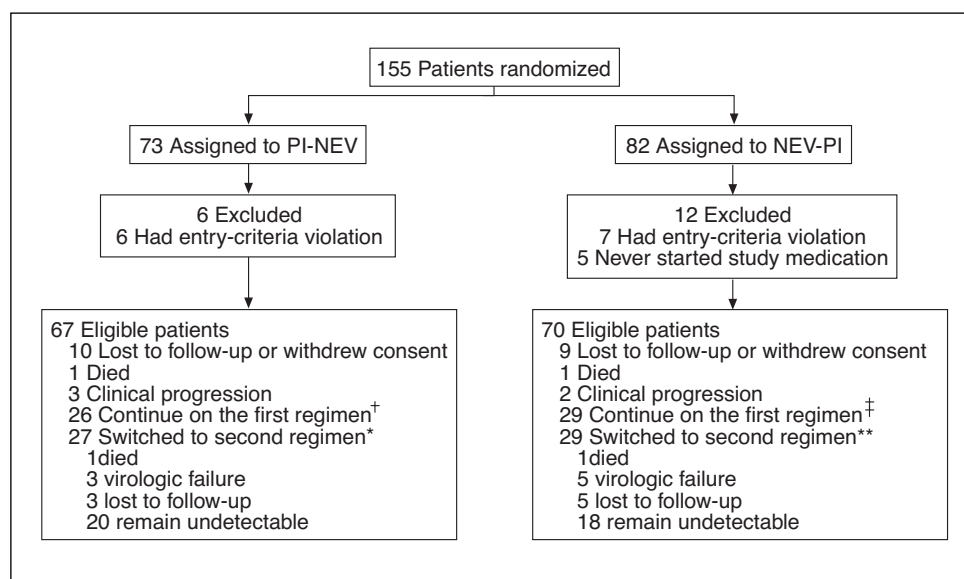 155 Patients randomized
73 Assigned to PI-NEV
82 Assigned to NEV-PI
6 Excluded
6 Had entry-criteria violation
12 Excluded
7 Had entry-criteria violation
5 Never started study medication
67 Eligible patients
10 Lost to follow-up or withdrew consent
1 Died
3 Clinical progression
26 Continue on the first regimen†
27 Switched to second regimen*
1died
3 virologic failure
3 lost to follow-up
20 remain undetectable
70 Eligible patients
9 Lost to follow-up or withdrew consent
1 Died
2 Clinical progression
29 Continue on the first regimen‡
29 Switched to second regimen**
1died
5 virologic failure
5 lost to follow-up
18 remain undetectable